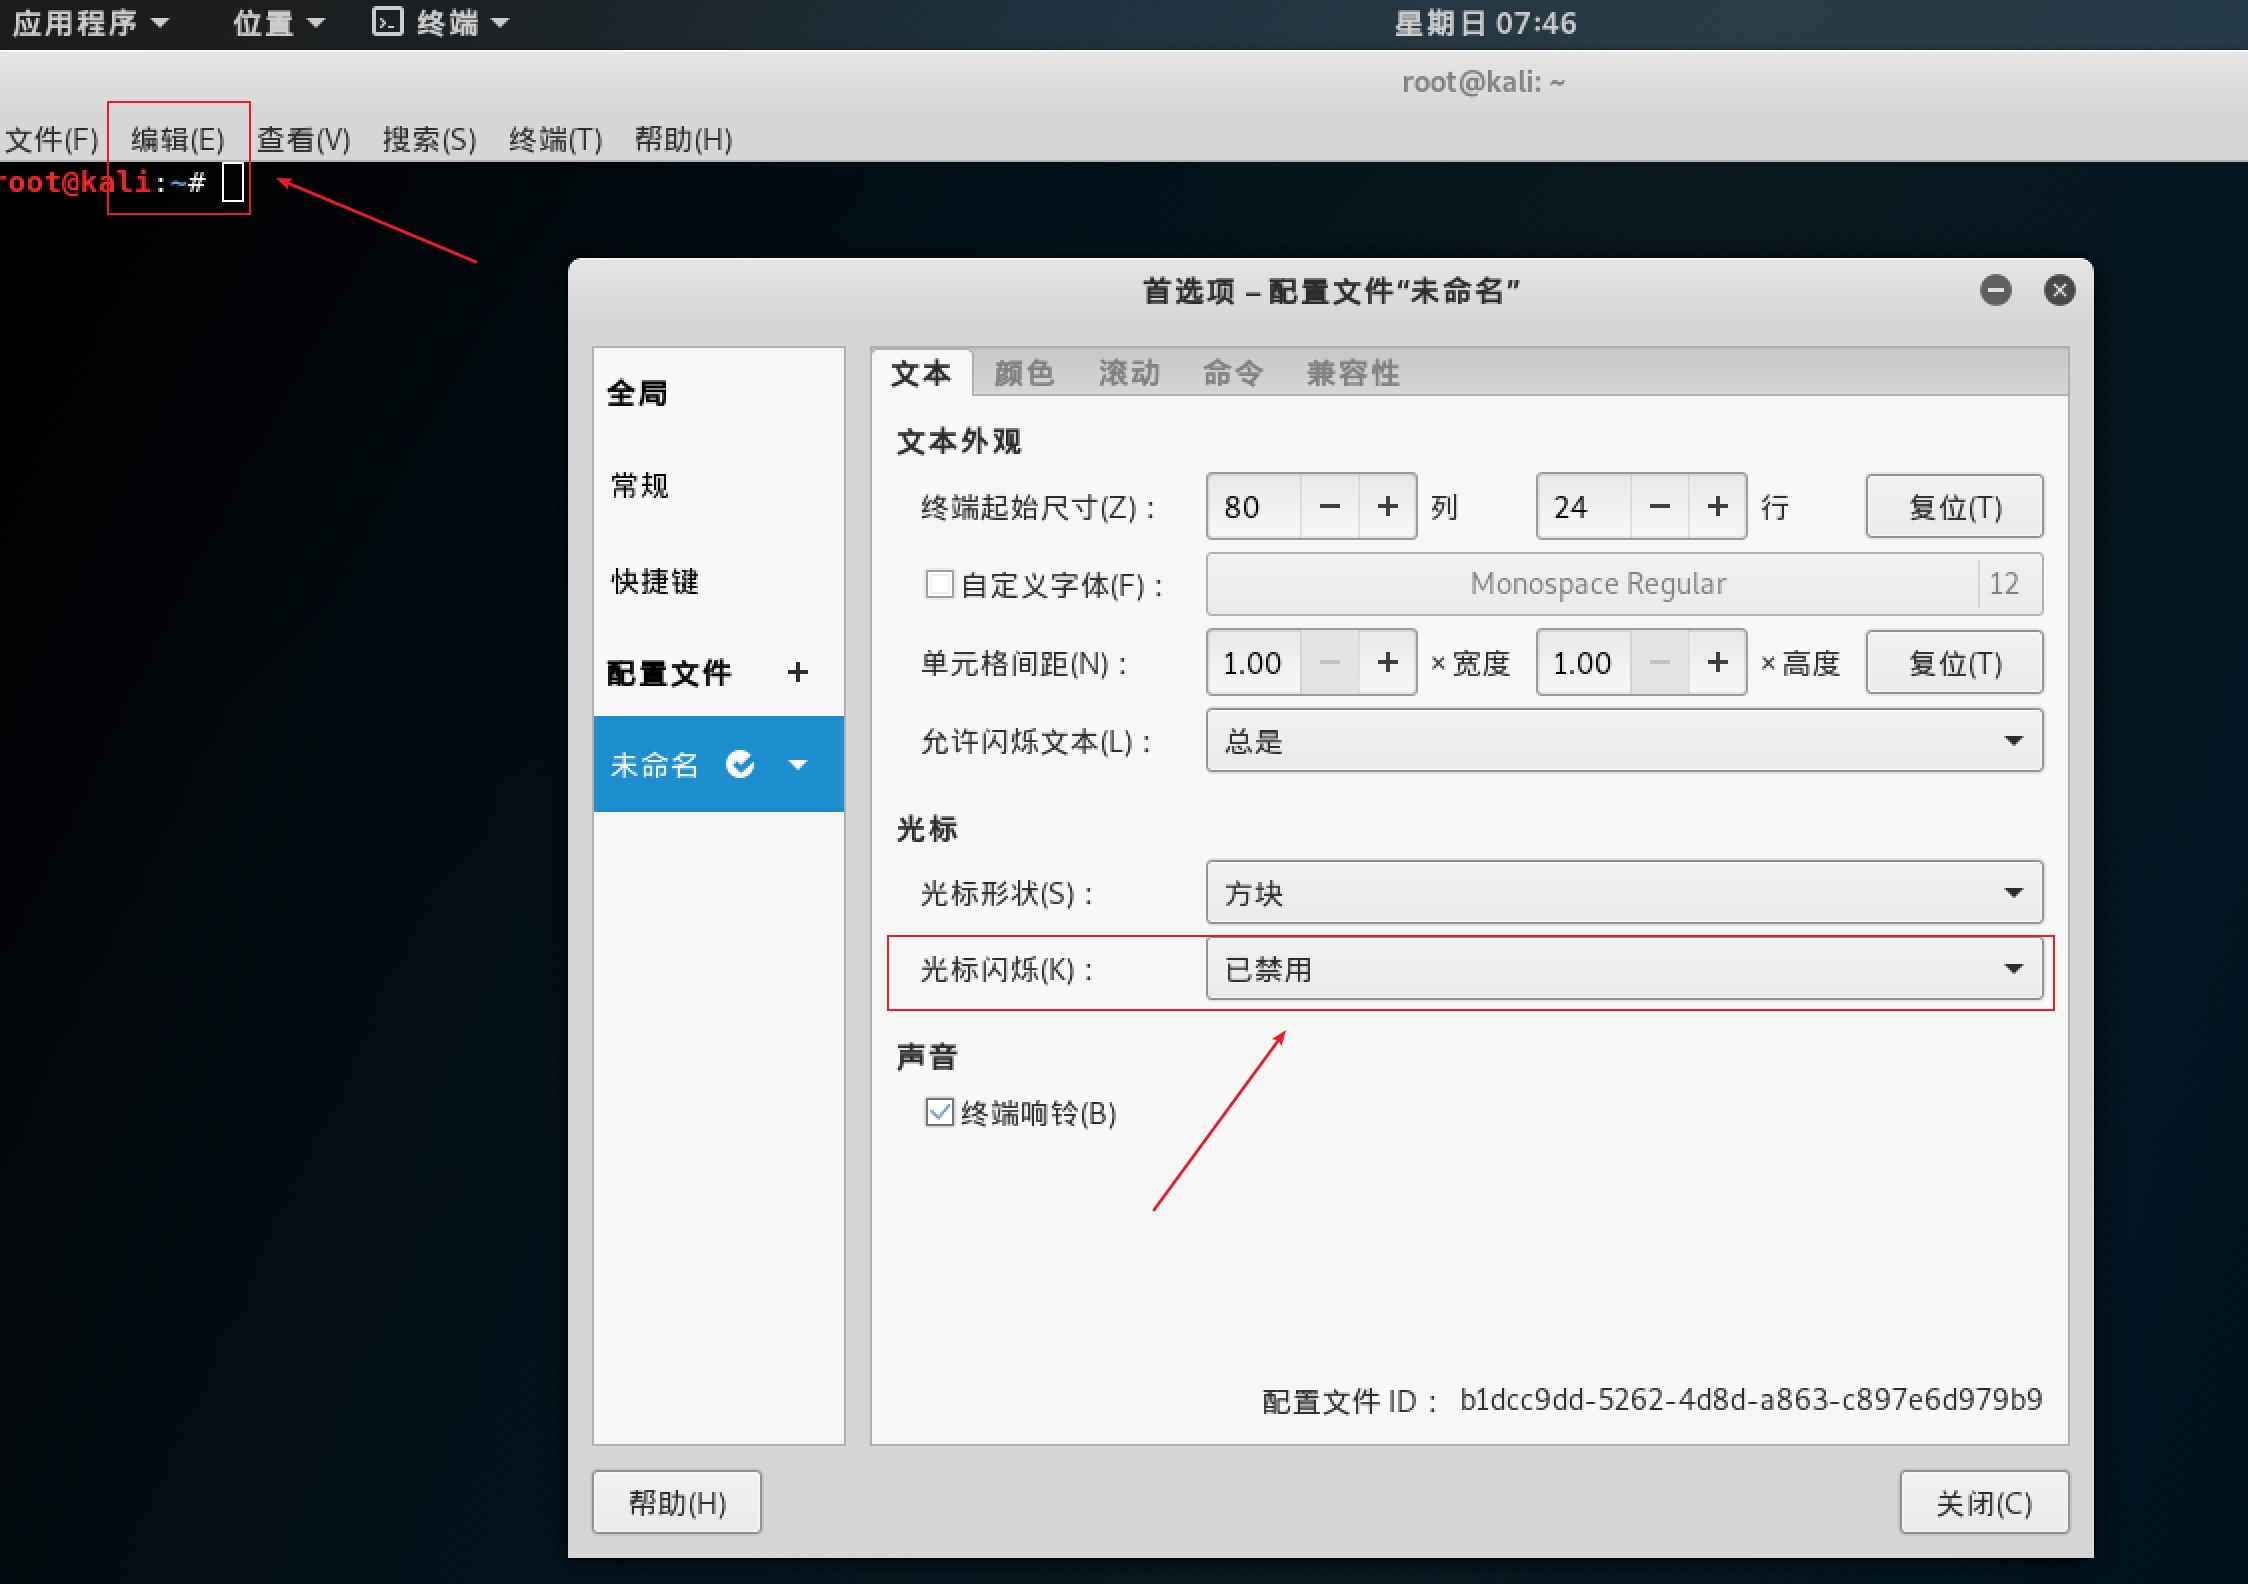 应用程序 位置 终端 星期日 07:46
root@kali: ~
文件(F) 编辑(E) 查看(V) 搜索(S) 终端(T) 帮助(H)
root@kali:~#
首选项 – 配置文件“未命名”
全局
常规
快捷键
配置文件 +
未命名
文本 颜色 滚动 命令 兼容性
文本外观
终端起始尺寸(Z)： 80 − + 列 24 − + 行 复位(T)
自定义字体(F)： Monospace Regular 12
单元格间距(N)： 1.00 − + × 宽度 1.00 − + × 高度 复位(T)
允许闪烁文本(L)： 总是
光标
光标形状(S)： 方块
光标闪烁(K)： 已禁用
声音
终端响铃(B)
配置文件 ID： b1dcc9dd-5262-4d8d-a863-c897e6d979b9
帮助(H) 关闭(C)